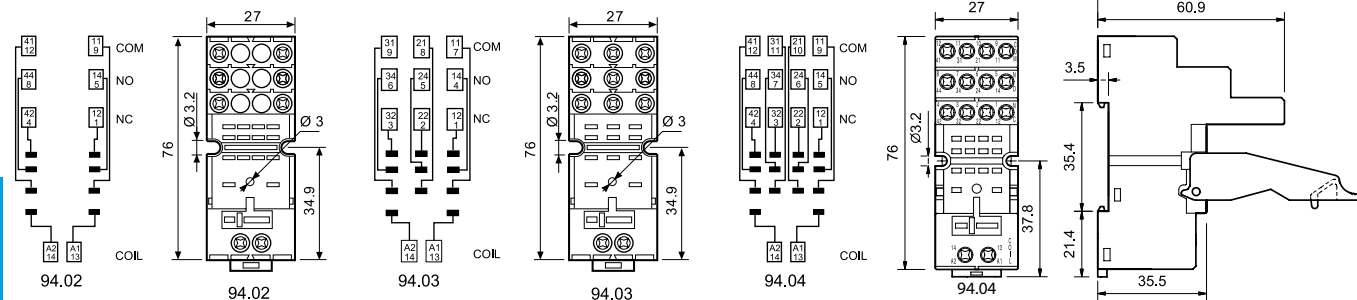 41 12
11 9
COM
44 8
14 5
NO
42 4
12 1
NC
A2 14
A1 13
COIL
94.02
27
76
Ø 3.2
Ø 3
34.9
94.02
31 9
21 8
11 7
COM
34 6
24 5
14 4
NO
32 3
22 2
12 1
NC
A2 14
A1 13
COIL
94.03
27
76
Ø 3.2
Ø 3
34.9
94.03
41 12
31 11
21 10
11 9
COM
44 8
34 7
24 6
14 5
NO
42 4
32 3
22 2
12 1
NC
A2 14
A1 13
COIL
94.04
27
76
Ø3.2
37.8
14
A2
13
A1
COIL
94.04
60.9
3.5
35.4
21.4
35.5